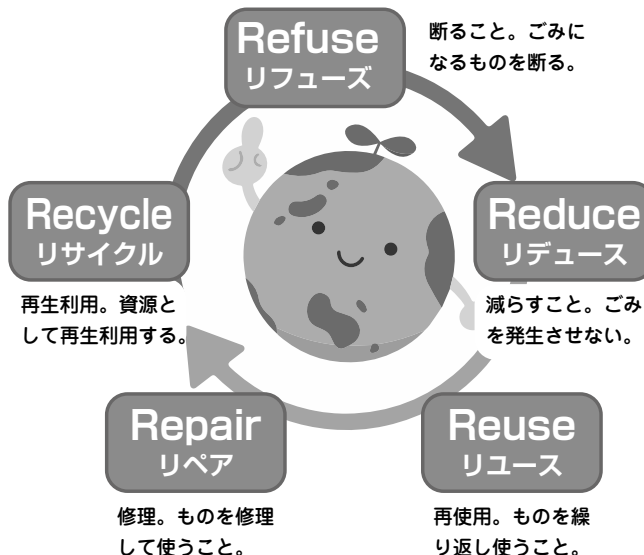 Refuse
リフューズ
断ること。ごみに
なるものを断る。
Reduce
リデュース
減らすこと。ごみ
を発生させない。
Reuse
リユース
再使用。ものを繰
り返し使うこと。
Repair
リペア
修理。ものを修理
して使うこと。
Recycle
リサイクル
再生利用。資源と
して再生利用する。